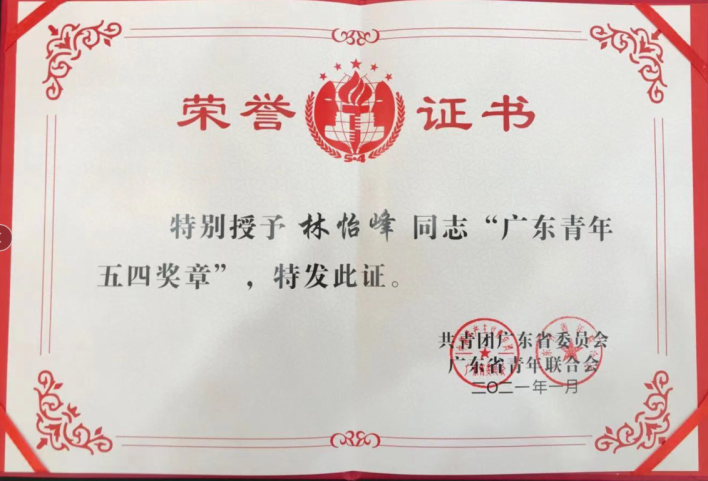 荣誉证书
5·4
特别授予 林怡峰 同志“广东青年
五四奖章”，特发此证。
共青团广东省委员会
广东省青年联合会
二〇二一年一月